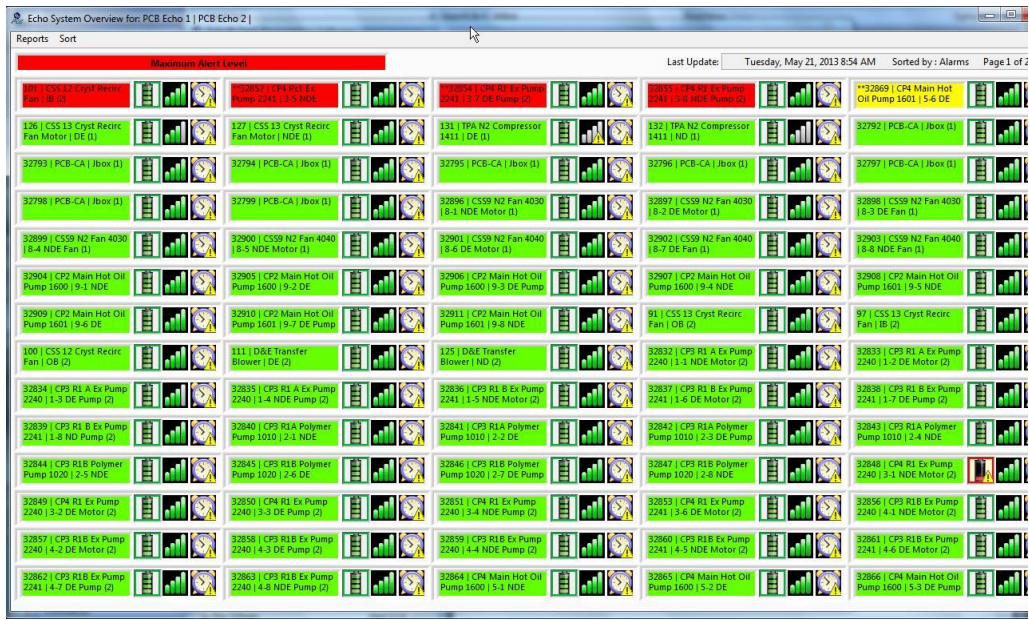 Echo System Overview for: PCB Echo 1 | PCB Echo 2 |
Reports Sort
Maximum Alert Level
Last Update: Tuesday, May 21, 2013 8:54 AM Sorted by : Alarms Page 1 of 2
101 | CSS 12 Cryst Recirc
Fan | IB (2)
**32852 | CP4 R1 Ex
Pump 2241 | 3-5 NDE
**32854 | CP4 R1 Ex Pump
2241 | 3-7 DE Pump (2)
32855 | CP4 R1 Ex Pump
2241 | 3-8 NDE Pump (2)
**32869 | CP4 Main Hot
Oil Pump 1601 | 5-6 DE
126 | CSS 13 Cryst Recirc
Fan Motor | DE (1)
127 | CSS 13 Cryst Recirc
Fan Motor | NDE (1)
131 | TPA N2 Compressor
1411 | DE (1)
132 | TPA N2 Compressor
1411 | ND (1)
32792 | PCB-CA | Jbox (1)
32793 | PCB-CA | Jbox (1)
32794 | PCB-CA | Jbox (1)
32795 | PCB-CA | Jbox (1)
32796 | PCB-CA | Jbox (1)
32797 | PCB-CA | Jbox (1)
32798 | PCB-CA | Jbox (1)
32799 | PCB-CA | Jbox (1)
32896 | CSS9 N2 Fan 4030
| 8-1 NDE Motor (1)
32897 | CSS9 N2 Fan 4030
| 8-2 DE Motor (1)
32898 | CSS9 N2 Fan 4030
| 8-3 DE Fan (1)
32899 | CSS9 N2 Fan 4030
| 8-4 NDE Fan (1)
32900 | CSS9 N2 Fan 4040
| 8-5 NDE Motor (1)
32901 | CSS9 N2 Fan 4040
| 8-6 DE Motor (1)
32902 | CSS9 N2 Fan 4040
| 8-7 DE Fan (1)
32903 | CSS9 N2 Fan 4040
| 8-8 NDE Fan (1)
32904 | CP2 Main Hot Oil
Pump 1600 | 9-1 NDE
32905 | CP2 Main Hot Oil
Pump 1600 | 9-2 DE
32906 | CP2 Main Hot Oil
Pump 1600 | 9-3 DE Pump
32907 | CP2 Main Hot Oil
Pump 1600 | 9-4 NDE
32908 | CP2 Main Hot Oil
Pump 1601 | 9-5 NDE
32909 | CP2 Main Hot Oil
Pump 1601 | 9-6 DE
32910 | CP2 Main Hot Oil
Pump 1601 | 9-7 DE Pump
32911 | CP2 Main Hot Oil
Pump 1601 | 9-8 NDE
91 | CSS 13 Cryst Recirc
Fan | OB (2)
97 | CSS 13 Cryst Recirc
Fan | IB (2)
100 | CSS 12 Cryst Recirc
Fan | OB (2)
111 | D&E Transfer
Blower | DE (2)
125 | D&E Transfer
Blower | ND (2)
32832 | CP3 R1 A Ex Pump
2240 | 1-1 NDE Motor (2)
32833 | CP3 R1 A Ex Pump
2240 | 1-2 DE Motor (2)
32834 | CP3 R1 A Ex Pump
2240 | 1-3 DE Pump (2)
32835 | CP3 R1 A Ex Pump
2240 | 1-4 NDE Pump (2)
32836 | CP3 R1 B Ex Pump
2241 | 1-5 NDE Motor (2)
32837 | CP3 R1 B Ex Pump
2241 | 1-6 DE Motor (2)
32838 | CP3 R1 B Ex Pump
2241 | 1-7 DE Pump (2)
32839 | CP3 R1 B Ex Pump
2241 | 1-8 ND Pump (2)
32840 | CP3 R1A Polymer
Pump 1010 | 2-1 NDE
32841 | CP3 R1A Polymer
Pump 1010 | 2-2 DE
32842 | CP3 R1A Polymer
Pump 1010 | 2-3 DE Pump
32843 | CP3 R1A Polymer
Pump 1010 | 2-4 NDE
32844 | CP3 R1B Polymer
Pump 1020 | 2-5 NDE
32845 | CP3 R1B Polymer
Pump 1020 | 2-6 DE
32846 | CP3 R1B Polymer
Pump 1020 | 2-7 DE Pump
32847 | CP3 R1B Polymer
Pump 1020 | 2-8 NDE
32848 | CP4 R1 Ex Pump
2240 | 3-1 NDE Motor (2)
32849 | CP4 R1 Ex Pump
2240 | 3-2 DE Motor (2)
32850 | CP4 R1 Ex Pump
2240 | 3-3 DE Pump (2)
32851 | CP4 R1 Ex Pump
2240 | 3-4 NDE Pump (2)
32853 | CP4 R1 Ex Pump
2241 | 3-6 DE Motor (2)
32856 | CP3 R1B Ex Pump
2240 | 4-1 NDE Motor (2)
32857 | CP3 R1B Ex Pump
2240 | 4-2 DE Motor (2)
32858 | CP3 R1B Ex Pump
2240 | 4-3 DE Pump (2)
32859 | CP3 R1B Ex Pump
2240 | 4-4 NDE Pump (2)
32860 | CP3 R1B Ex Pump
2241 | 4-5 NDE Motor (2)
32861 | CP3 R1B Ex Pump
2241 | 4-6 DE Motor (2)
32862 | CP3 R1B Ex Pump
2241 | 4-7 DE Pump (2)
32863 | CP3 R1B Ex Pump
2240 | 4-8 NDE Pump (2)
32864 | CP4 Main Hot Oil
Pump 1600 | 5-1 NDE
32865 | CP4 Main Hot Oil
Pump 1600 | 5-2 DE
32866 | CP4 Main Hot Oil
Pump 1600 | 5-3 DE Pump